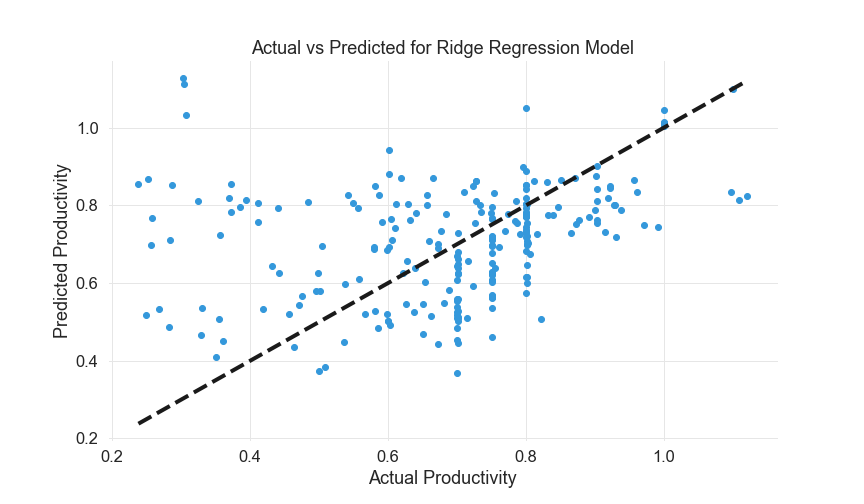 Actual vs Predicted for Ridge Regression Model
Predicted Productivity
1.0
0.8
0.6
0.4
0.2
0.2 0.4 0.6 0.8 1.0
Actual Productivity